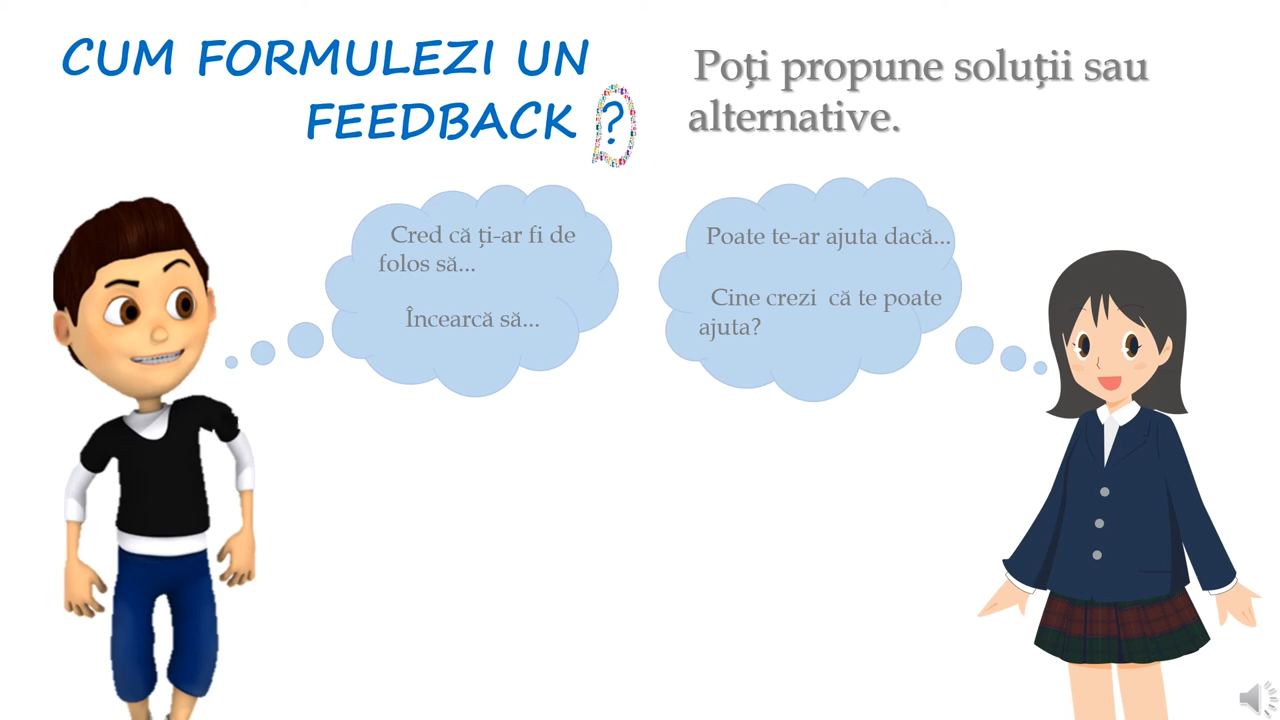 CUM FORMULEZI UN
FEEDBACK ?
Poți propune soluții sau
alternative.
Cred că ți-ar fi de
folos să...
Încearcă să...
Poate te-ar ajuta dacă...
Cine crezi că te poate
ajuta?